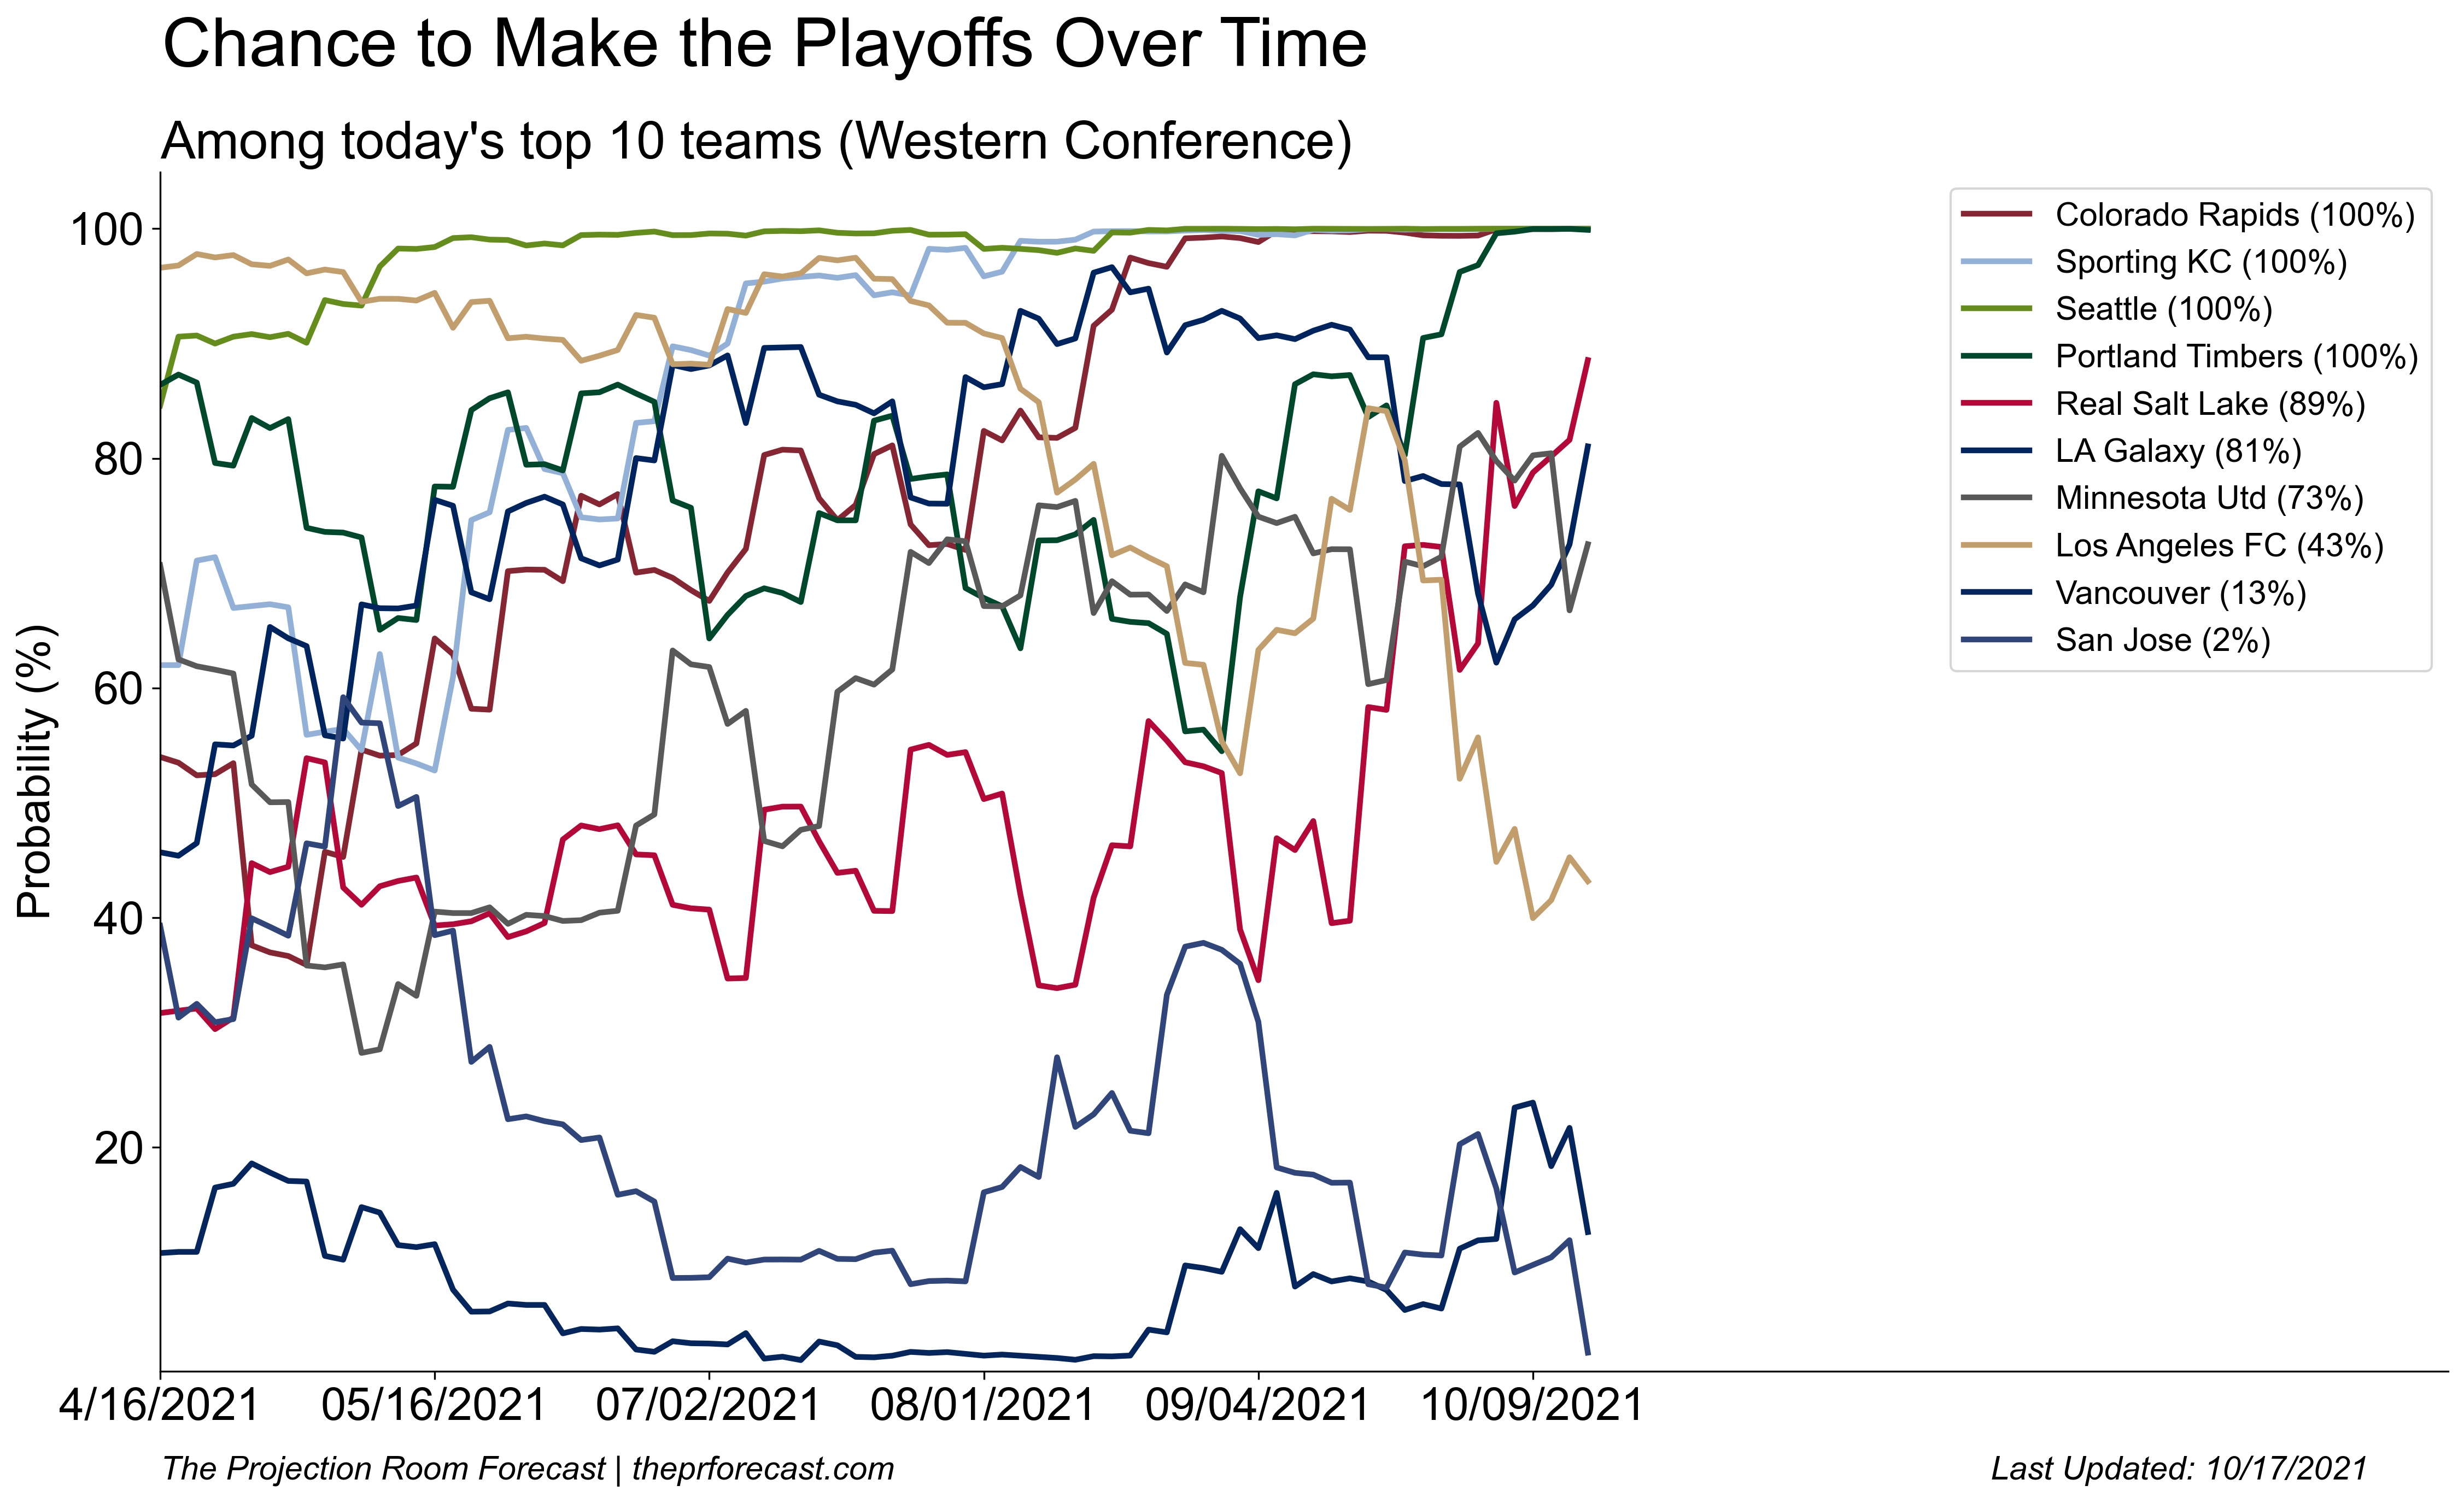 Chance to Make the Playoffs Over Time
Among today's top 10 teams (Western Conference)
Probability (%)
100
80
60
40
20
4/16/2021
05/16/2021
07/02/2021
08/01/2021
09/04/2021
10/09/2021
Colorado Rapids (100%)
Sporting KC (100%)
Seattle (100%)
Portland Timbers (100%)
Real Salt Lake (89%)
LA Galaxy (81%)
Minnesota Utd (73%)
Los Angeles FC (43%)
Vancouver (13%)
San Jose (2%)
The Projection Room Forecast | theprforecast.com
Last Updated: 10/17/2021